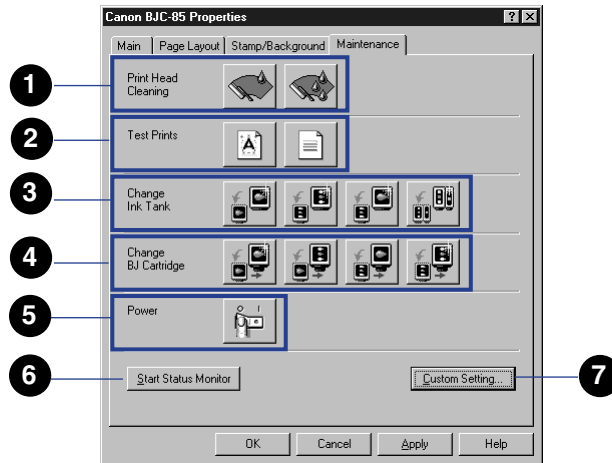 Canon BJC-85 Properties
Main Page Layout Stamp/Background Maintenance
1 Print Head
Cleaning
2 Test Prints
A
3 Change
Ink Tank
4 Change
BJ Cartridge
5 Power
6 Start Status Monitor Custom Setting... 7
OK Cancel Apply Help